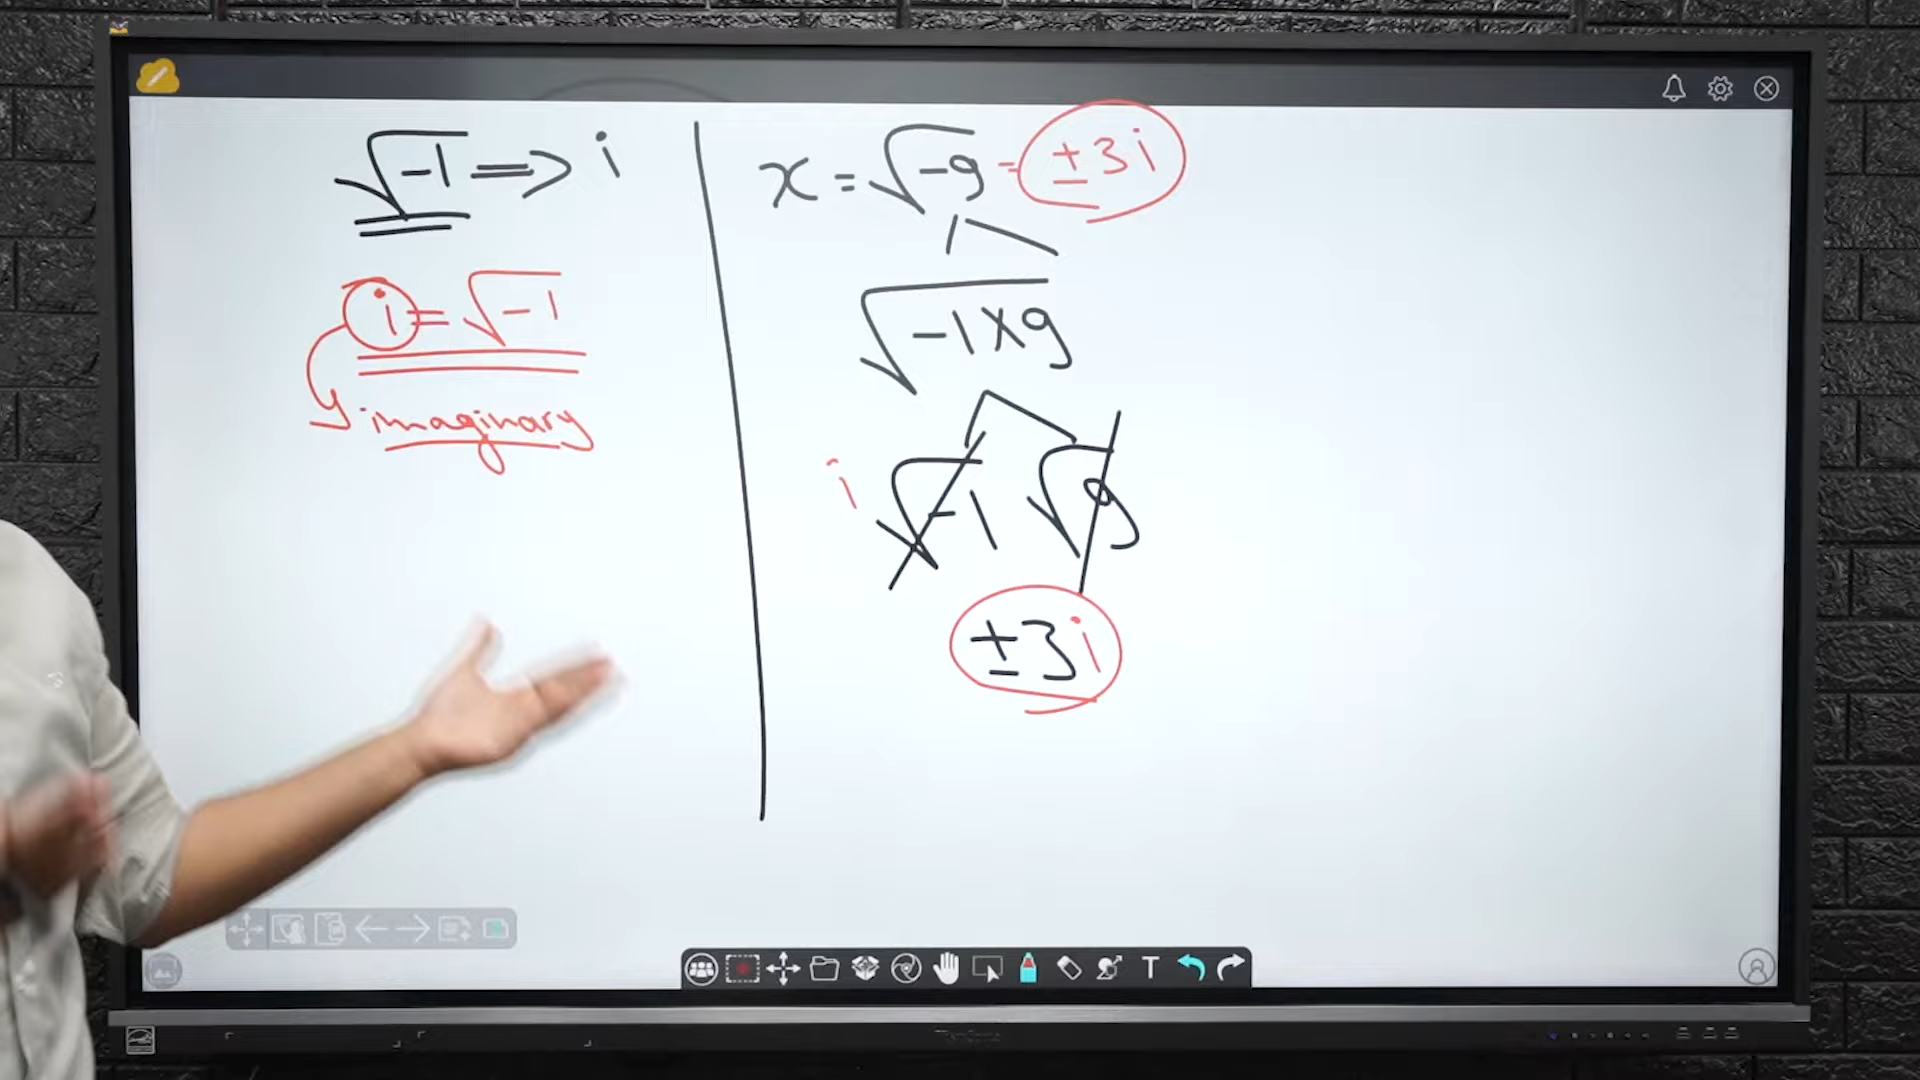 √-1 => i
i = √-1
imaginary
x = √-9 = ±3i
√-1x9
i √-1 √9
±3i
T